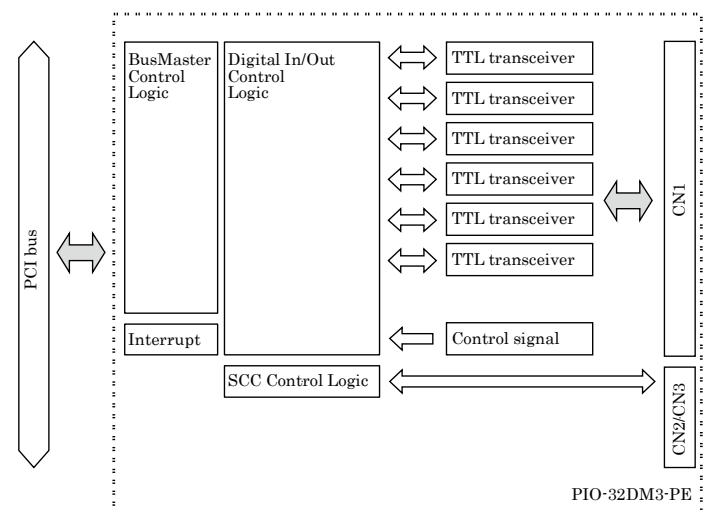 PCI bus
BusMaster
Control
Logic
Digital In/Out
Control
Logic
TTL transceiver
TTL transceiver
TTL transceiver
TTL transceiver
TTL transceiver
TTL transceiver
CN1
Interrupt
Control signal
SCC Control Logic
CN2/CN3
PIO-32DM3-PE